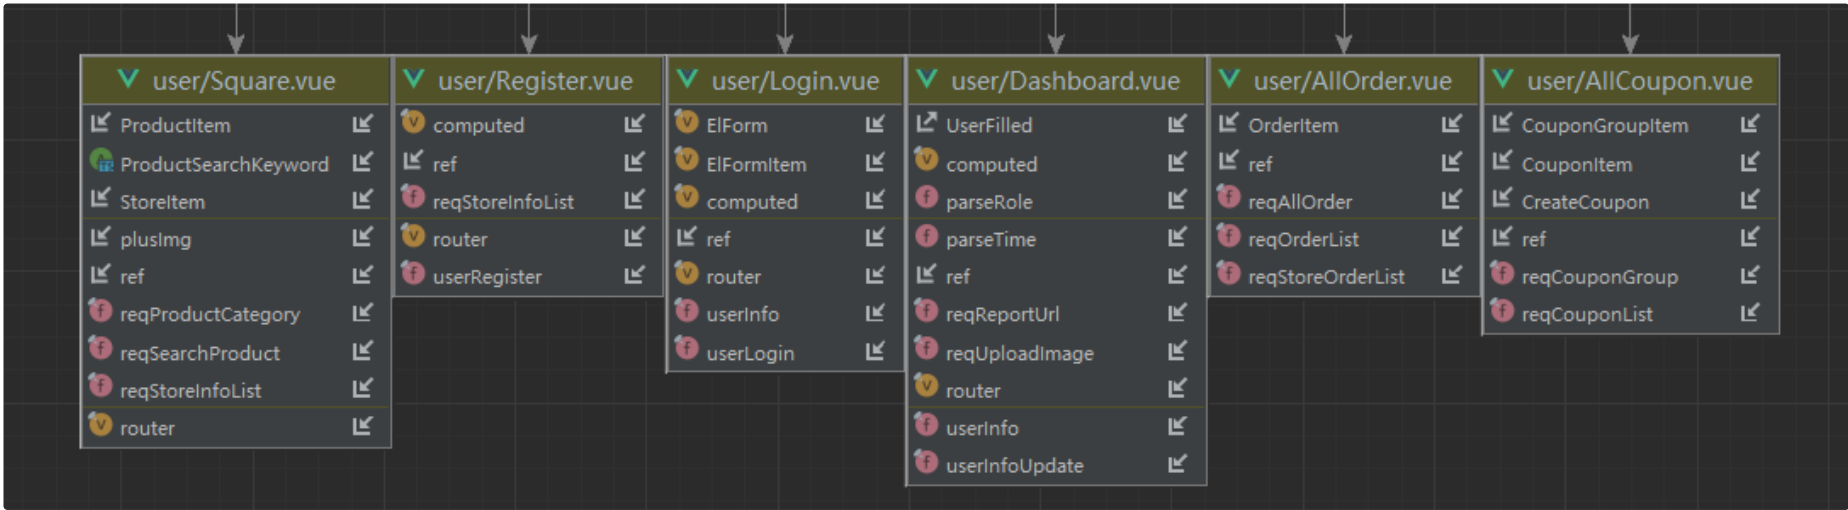 user/Square.vue
ProductItem
ProductSearchKeyword
StoreItem
plusImg
ref
reqProductCategory
reqSearchProduct
reqStoreInfoList
router
user/Register.vue
computed
ref
reqStoreInfoList
router
userRegister
user/Login.vue
ElForm
ElFormItem
computed
ref
router
userInfo
userLogin
user/Dashboard.vue
UserFilled
computed
parseRole
parseTime
ref
reqReportUrl
reqUploadImage
router
userInfo
userInfoUpdate
user/AllOrder.vue
OrderItem
ref
reqAllOrder
reqOrderList
reqStoreOrderList
user/AllCoupon.vue
CouponGroupItem
CouponItem
CreateCoupon
ref
reqCouponGroup
reqCouponList